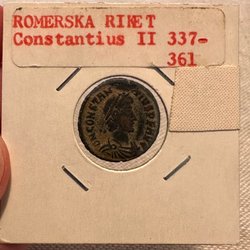 ROMERSKA RIKET
Constantius II 337-
361